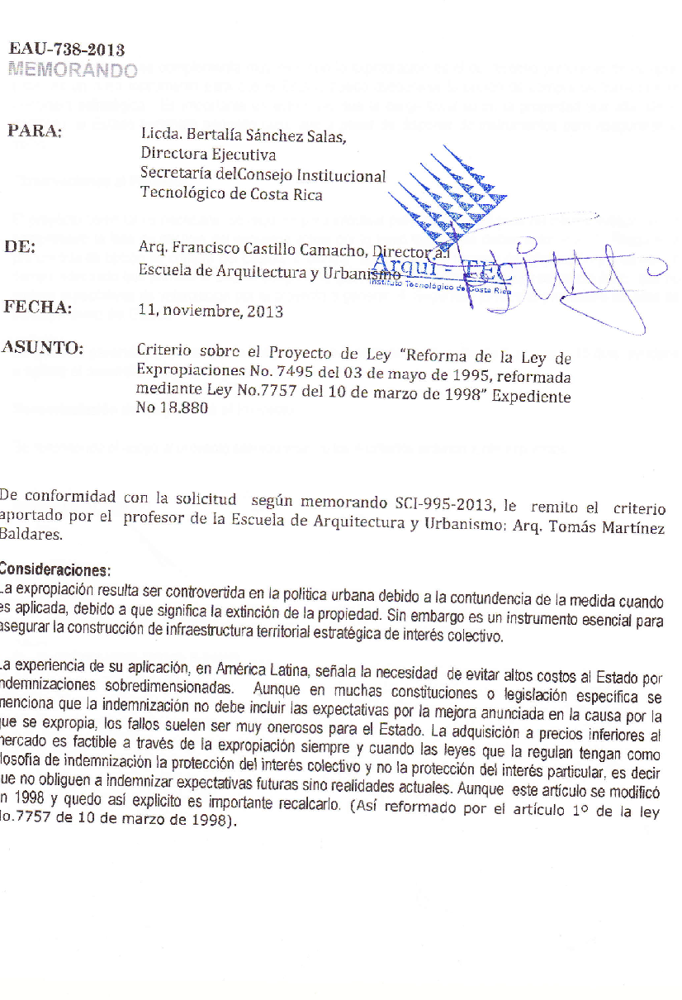 EAU-738-2013
MEMORANDO
PARA:
Licda. Bertalía Sánchez Salas,
Directora Ejecutiva
Secretaría delConsejo Institucional
Tecnológico de Costa Rica
DE:
Arq. Francisco Castillo Camacho, Director a.i
Escuela de Arquitectura y Urbanismo
Arqui - TEC
Instituto Tecnológico de Costa Rica
FECHA:
11, noviembre, 2013
ASUNTO:
Criterio sobre el Proyecto de Ley "Reforma de la Ley de
Expropiaciones No. 7495 del 03 de mayo de 1995, reformada
mediante Ley No.7757 del 10 de marzo de 1998" Expediente
No 18.880
De conformidad con la solicitud según memorando SCI-995-2013, le remito el criterio
aportado por el profesor de la Escuela de Arquitectura y Urbanismo: Arq. Tomás Martínez
Baldares.
Consideraciones:
La expropiación resulta ser controvertida en la politica urbana debido a la contundencia de la medida cuando
es aplicada, debido a que significa la extinción de la propiedad. Sin embargo es un instrumento esencial para
asegurar la construcción de infraestructura territorial estratégica de interés colectivo.
La experiencia de su aplicación, en América Latina, señala la necesidad de evitar altos costos al Estado por
indemnizaciones sobredimensionadas. Aunque en muchas constituciones o legislación específica se
menciona que la indemnización no debe incluir las expectativas por la mejora anunciada en la causa por la
que se expropia, los fallos suelen ser muy onerosos para el Estado. La adquisición a precios inferiores al
mercado es factible a través de la expropiación siempre y cuando las leyes que la regulan tengan como
filosofia de indemnización la protección del interés colectivo y no la protección del interés particular, es decir
que no obliguen a indemnizar expectativas futuras sino realidades actuales. Aunque este artículo se modificó
en 1998 y quedo así explicito es importante recalcarlo. (Así reformado por el artículo 1º de la ley
No.7757 de 10 de marzo de 1998).